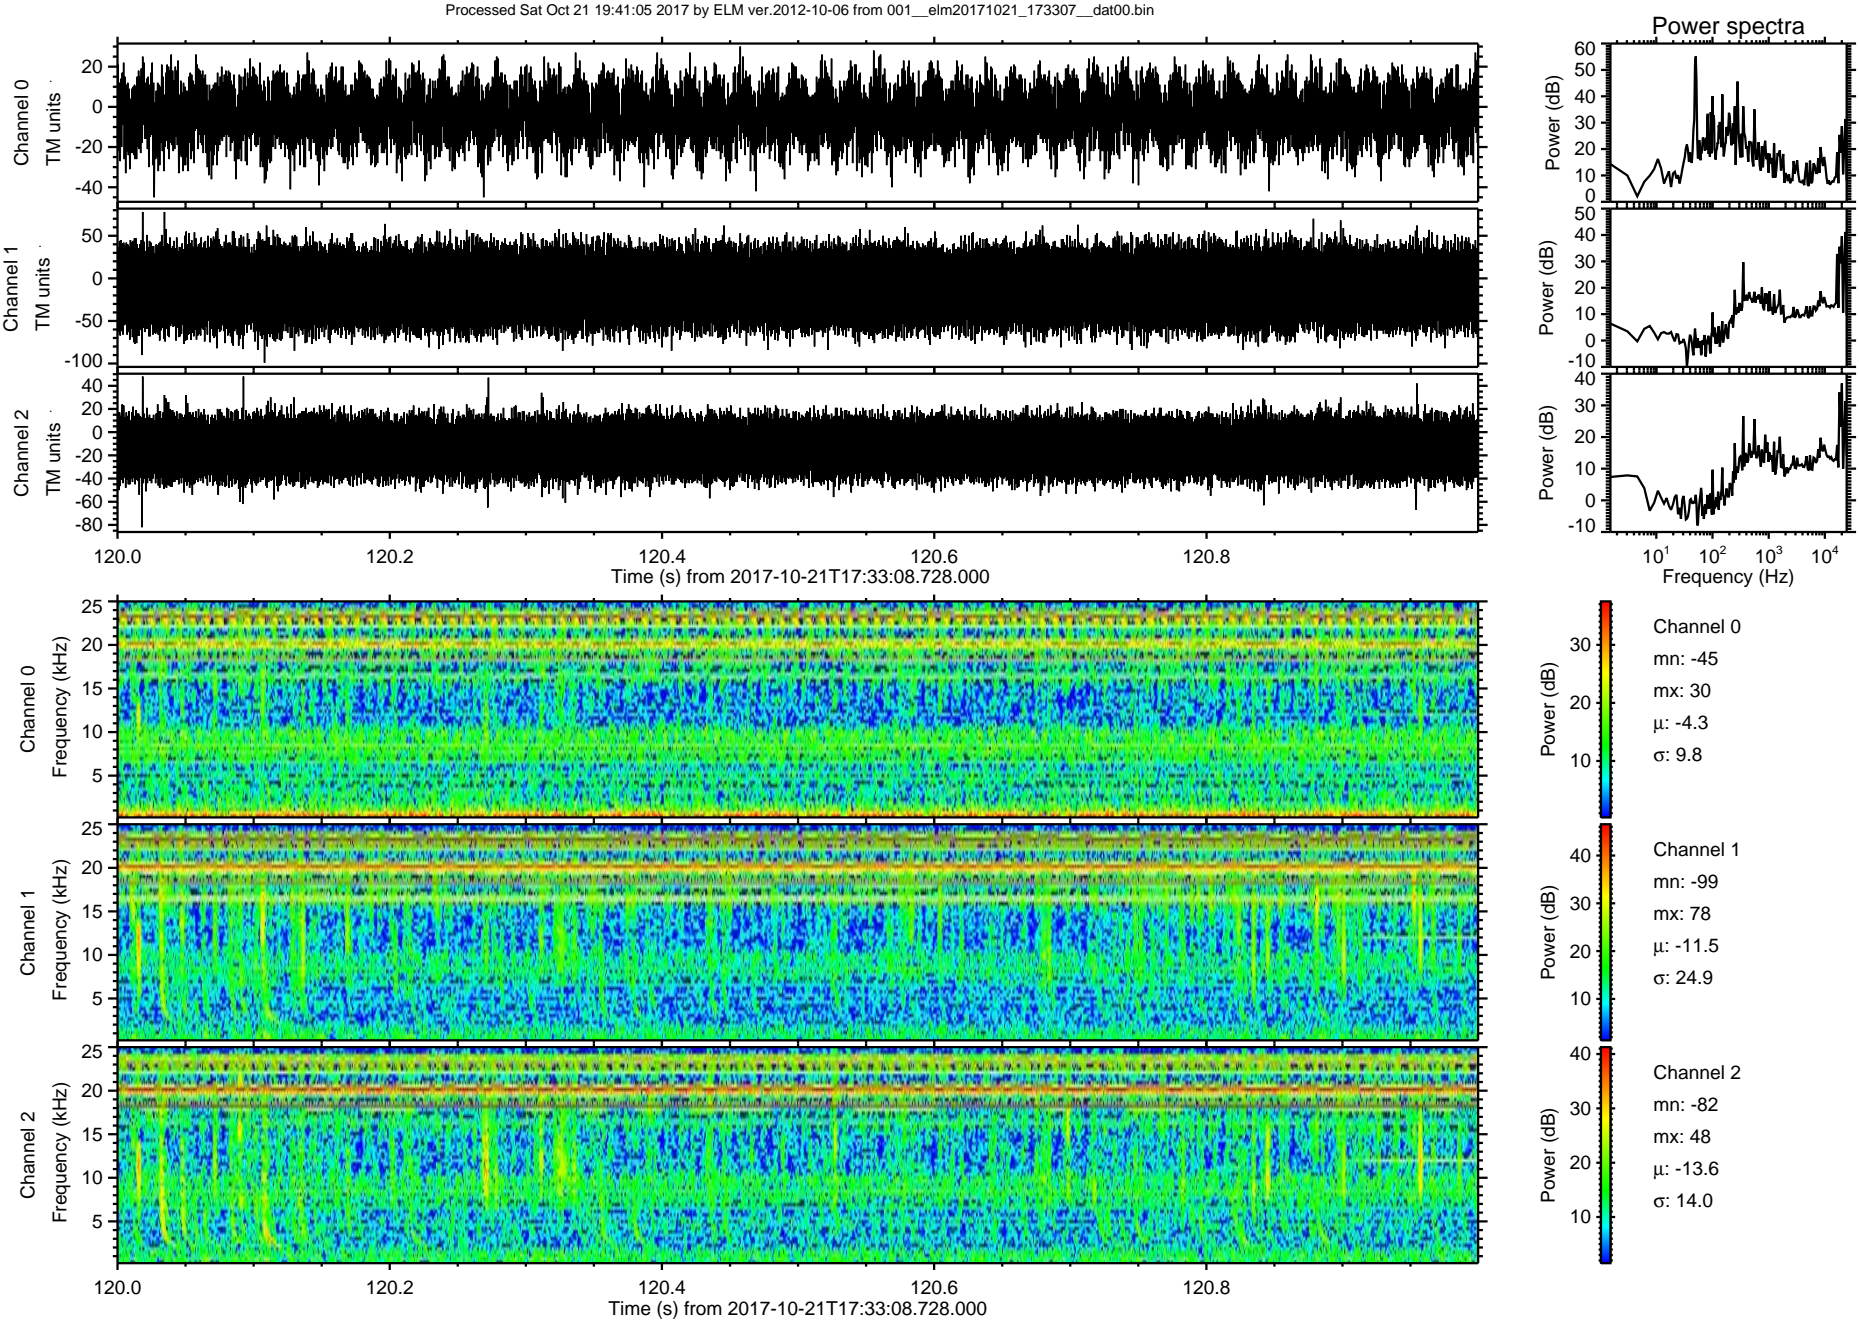 Processed Sat Oct 21 19:41:05 2017 by ELM ver.2012-10-06 from 001__elm20171021_173307__dat00.bin
Power spectra
Channel 0
TM units
20
0
-20
-40
Power (dB)
60
50
40
30
20
10
0
Channel 1
TM units
50
0
-50
-100
Power (dB)
50
40
30
20
10
0
-10
Channel 2
TM units
40
20
0
-20
-40
-60
-80
Power (dB)
40
30
20
10
0
-10
120.0 120.2 120.4 120.6 120.8
Time (s) from 2017-10-21T17:33:08.728.000
10^1 10^2 10^3 10^4
Frequency (Hz)
Channel 0
Frequency (kHz)
25
20
15
10
5
Power (dB)
30
20
10
Channel 0
mn: -45
mx: 30
μ: -4.3
σ: 9.8
Channel 1
Frequency (kHz)
25
20
15
10
5
Power (dB)
40
30
20
10
Channel 1
mn: -99
mx: 78
μ: -11.5
σ: 24.9
Channel 2
Frequency (kHz)
25
20
15
10
5
Power (dB)
40
30
20
10
Channel 2
mn: -82
mx: 48
μ: -13.6
σ: 14.0
120.0 120.2 120.4 120.6 120.8
Time (s) from 2017-10-21T17:33:08.728.000